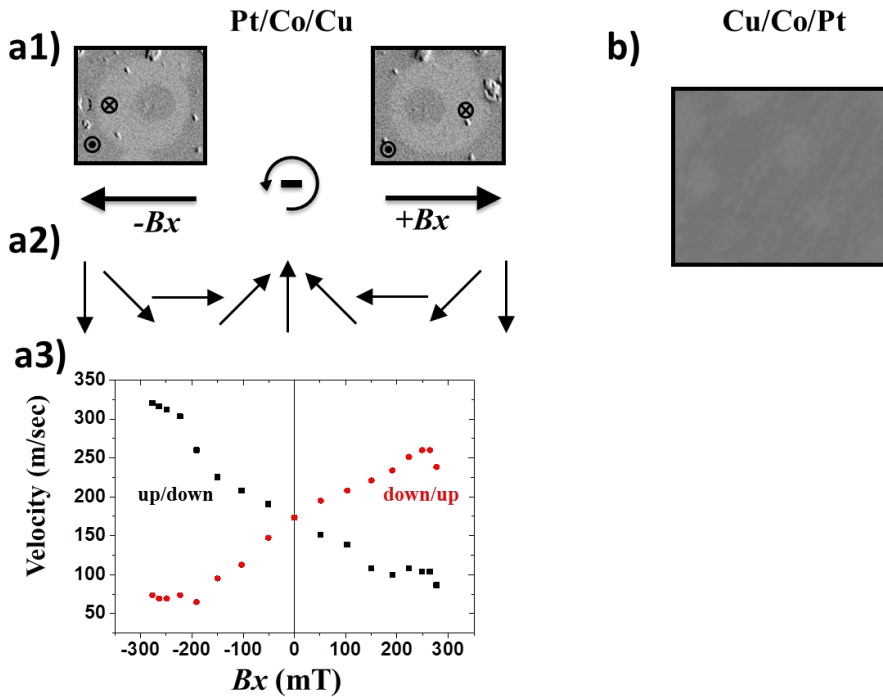 Pt/Co/Cu
Cu/Co/Pt
a1)
b)
-Bx
+Bx
a2)
a3)
Velocity (m/sec)
350
300
250
200
150
100
50
up/down
down/up
-300 -200 -100 0 100 200 300
Bx (mT)